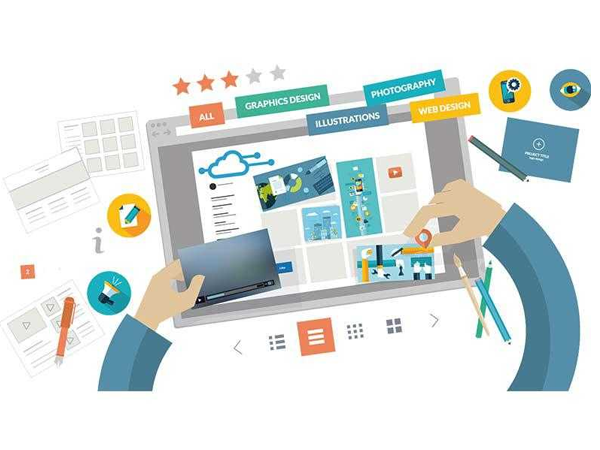 PHOTOGRAPHY
GRAPHICS DESIGN
WEB DESIGN
ALL
ILLUSTRATIONS
PROJECT TITLE